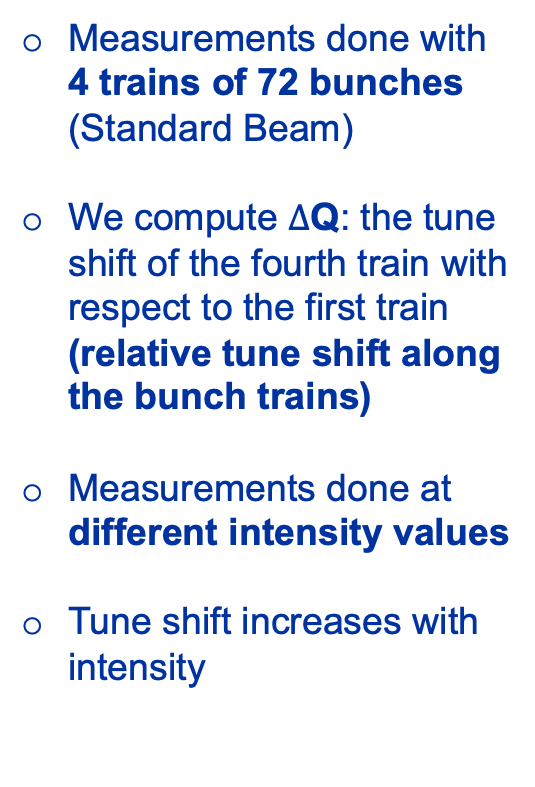 o Measurements done with
4 trains of 72 bunches
(Standard Beam)
o We compute ΔQ: the tune
shift of the fourth train with
respect to the first train
(relative tune shift along
the bunch trains)
o Measurements done at
different intensity values
o Tune shift increases with
intensity